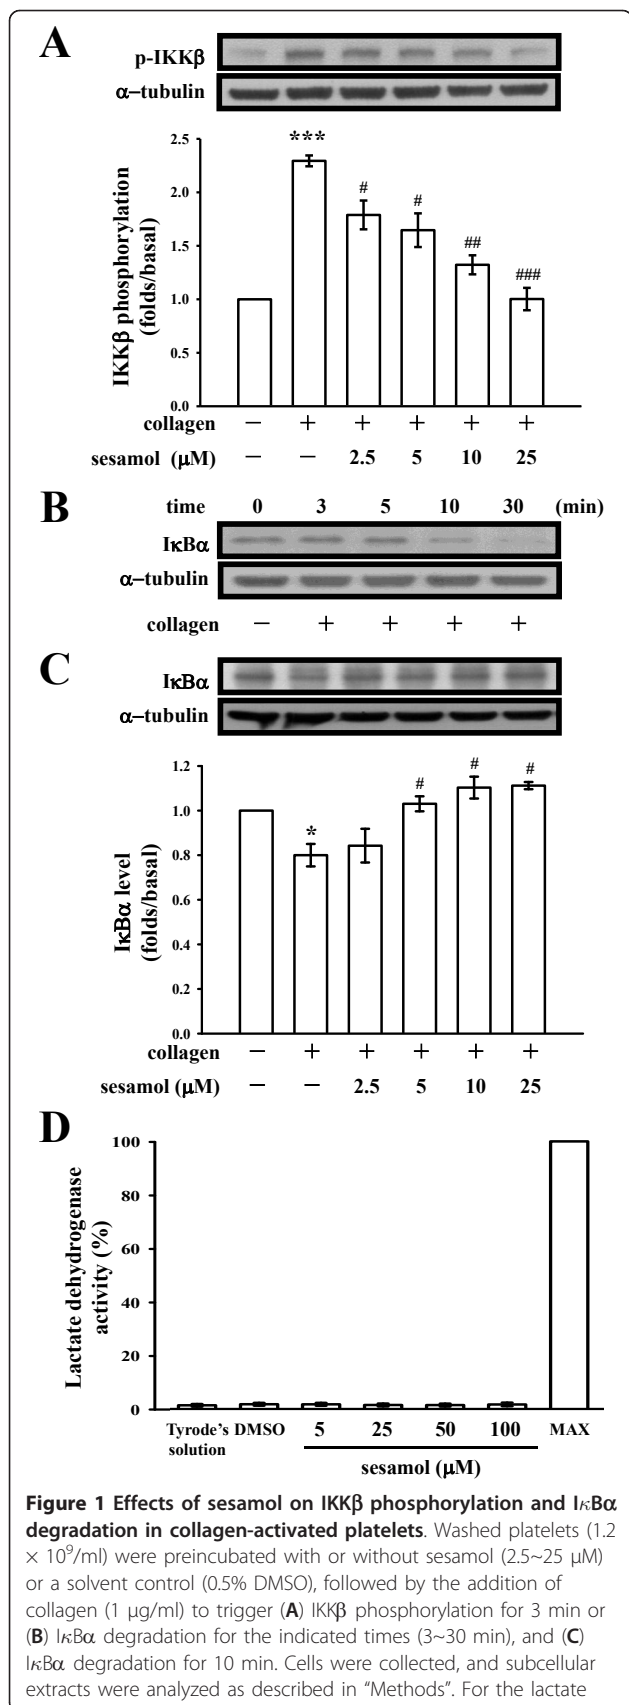 A
p-IKKβ
α–tubulin
IKKβ phosphorylation
(folds/basal)
2.5
2.0
1.5
1.0
0.5
0.0
*** # # ## ###
collagen − + + + + +
sesamol (μM) − − 2.5 5 10 25
B
time 0 3 5 10 30 (min)
IκBα
α–tubulin
collagen − + + + +
C
IκBα
α–tubulin
IκBα level
(folds/basal)
1.2
1.0
0.8
0.6
0.4
0.2
0.0
* # # #
collagen − + + + + +
sesamol (μM) − − 2.5 5 10 25
D
Lactate dehydrogenase
activity (%)
100
80
60
40
20
0
Tyrode's DMSO 5 25 50 100 MAX
solution
sesamol (μM)
Figure 1 Effects of sesamol on IKKβ phosphorylation and IκBα
degradation in collagen-activated platelets. Washed platelets (1.2
× 10⁹/ml) were preincubated with or without sesamol (2.5~25 μM)
or a solvent control (0.5% DMSO), followed by the addition of
collagen (1 μg/ml) to trigger (A) IKKβ phosphorylation for 3 min or
(B) IκBα degradation for the indicated times (3~30 min), and (C)
IκBα degradation for 10 min. Cells were collected, and subcellular
extracts were analyzed as described in “Methods”. For the lactate